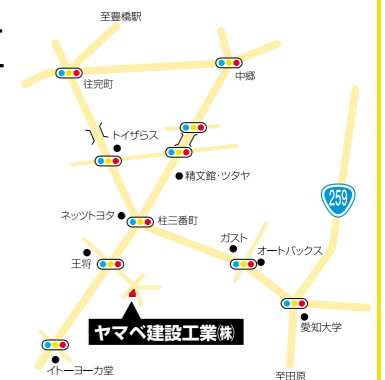 至豊橋駅
往完町
中郷
トイザらス
精文館・ツタヤ
259
ネッツトヨタ
柱三番町
ガスト
オートバックス
王将
ヤマベ建設工業㈱
愛知大学
イトーヨーカ堂
至田原